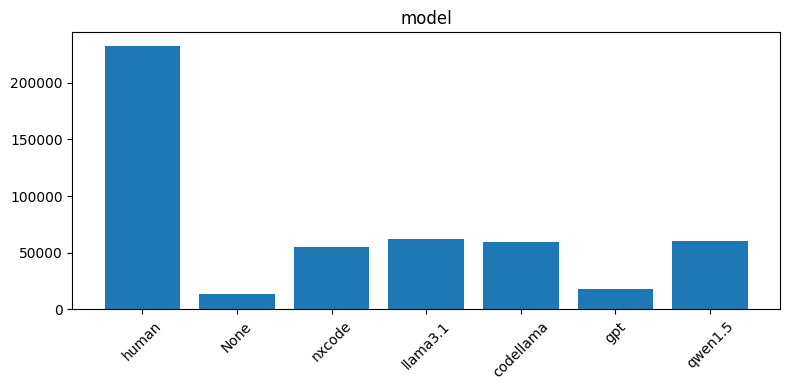 model
200000
150000
100000
50000
0
human
None
nxcode
llama3.1
codellama
gpt
qwen1.5